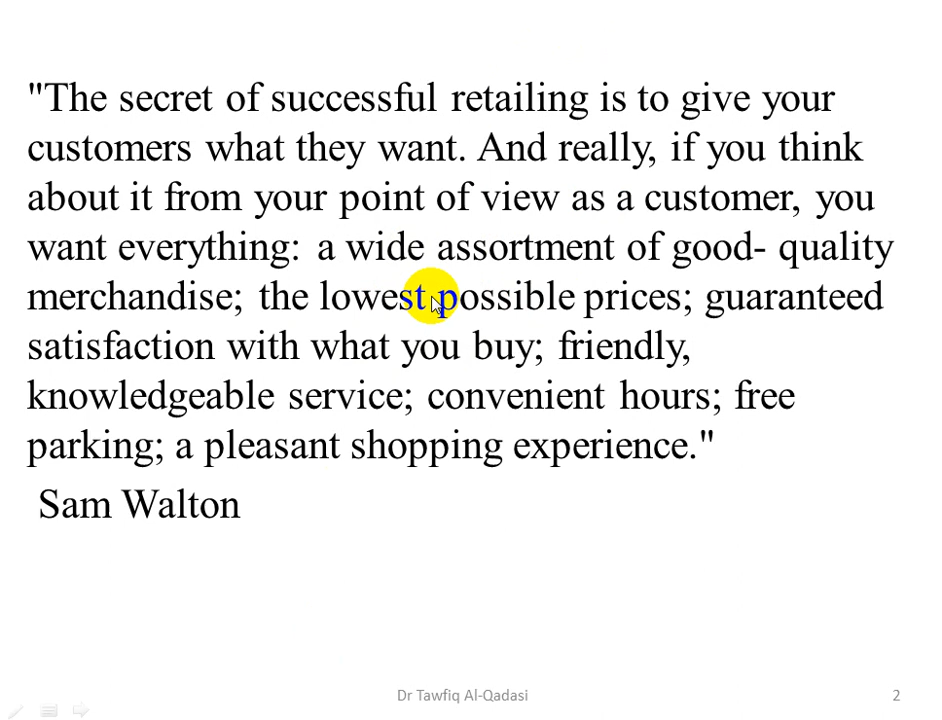 "The secret of successful retailing is to give your
customers what they want. And really, if you think
about it from your point of view as a customer, you
want everything: a wide assortment of good- quality
merchandise; the lowest possible prices; guaranteed
satisfaction with what you buy; friendly,
knowledgeable service; convenient hours; free
parking; a pleasant shopping experience."
Sam Walton
Dr Tawfiq Al-Qadasi
2